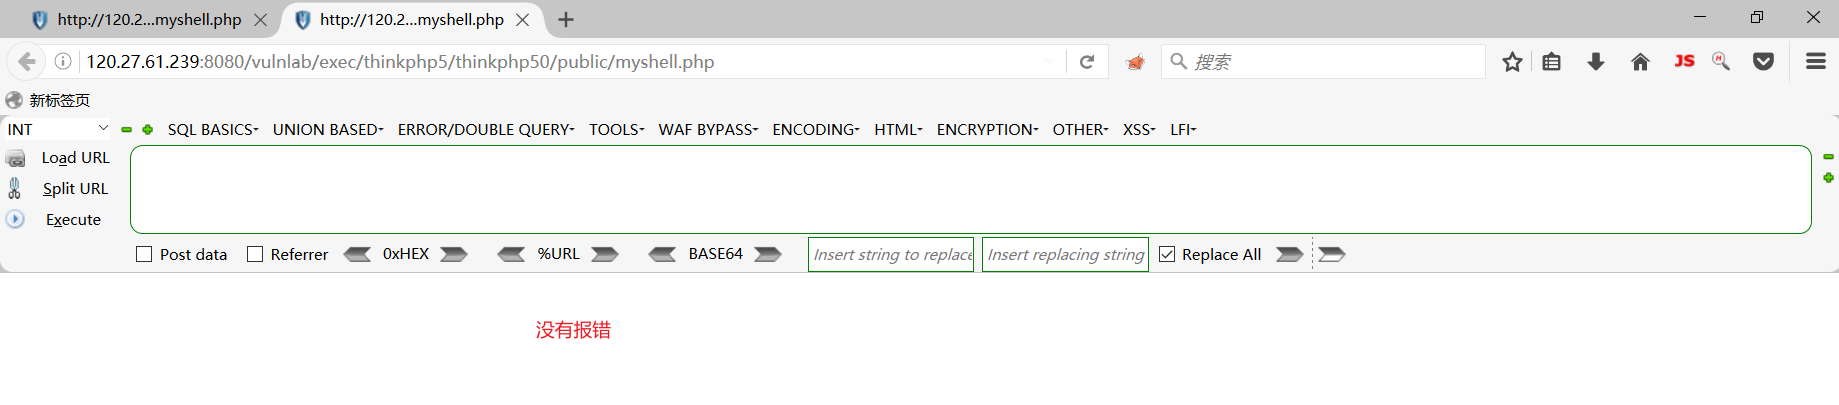 http://120.2...myshell.php
http://120.2...myshell.php
120.27.61.239:8080/vulnlab/exec/thinkphp5/thinkphp50/public/myshell.php
搜索
JS
新标签页
INT
SQL BASICS
UNION BASED
ERROR/DOUBLE QUERY
TOOLS
WAF BYPASS
ENCODING
HTML
ENCRYPTION
OTHER
XSS
LFI
Load URL
Split URL
Execute
Post data
Referrer
0xHEX
%URL
BASE64
Insert string to replace
Insert replacing string
Replace All
没有报错